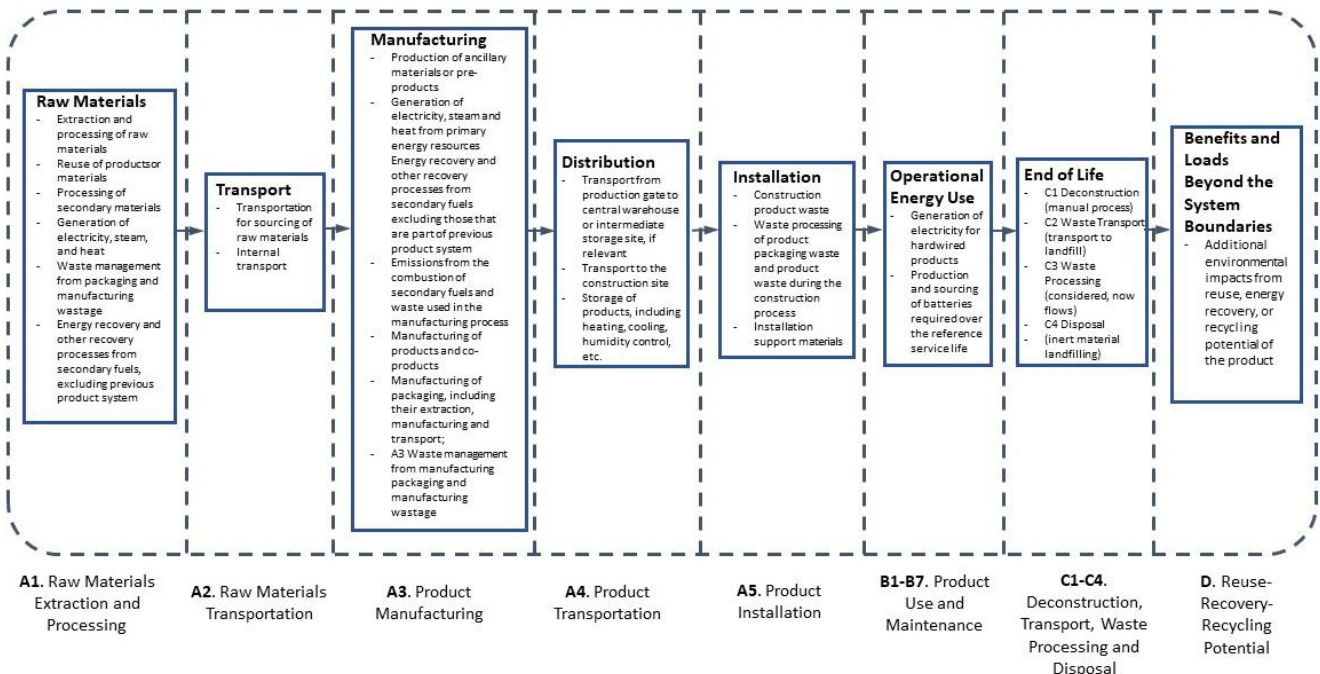 Raw Materials
- Extraction and
processing of raw
materials
- Reuse of productsor
materials
- Processing of
secondary materials
- Generation of
electricity, steam,
and heat
- Waste management
from packaging and
manufacturing
wastage
- Energy recovery and
other recovery
processes from
secondary fuels,
excluding previous
product system
Transport
- Transportation
for sourcing of
raw materials
- Internal
transport
Manufacturing
- Production of ancillary
materials or pre-
products
- Generation of
electricity, steam and
heat from primary
energy resources
Energy recovery and
other recovery
processes from
secondary fuels
excluding those that
are part of previous
product system
- Emissions from the
combustion of
secondary fuels and
waste used in the
manufacturing process
- Manufacturing of
products and co-
products
- Manufacturing of
packaging, including
their extraction,
manufacturing and
transport;
- A3 Waste management
from manufacturing
packaging and
manufacturing
wastage
Distribution
- Transport from
production gate to
central warehouse
or intermediate
storage site, if
relevant
- Transport to the
construction site
- Storage of
products, including
heating, cooling,
humidity control,
etc.
Installation
- Construction
product waste
- Waste processing
of product
packaging waste
and product
waste during the
construction
process
- Installation
support materials
Operational
Energy Use
- Generation of
electricity for
hardwired
products
- Production
and sourcing
of batteries
required over
the reference
service life
End of Life
- C1 Deconstruction
(manual process)
- C2 Waste Transport
(transport to
landfill)
- C3 Waste
Processing
(considered, now
flows)
- C4 Disposal
- (inert material
landfilling)
Benefits and
Loads
Beyond the
System
Boundaries
- Additional
environmental
impacts from
reuse, energy
recovery, or
recycling
potential of
the product
A1. Raw Materials
Extraction and
Processing
A2. Raw Materials
Transportation
A3. Product
Manufacturing
A4. Product
Transportation
A5. Product
Installation
B1-B7. Product
Use and
Maintenance
C1-C4.
Deconstruction,
Transport, Waste
Processing and
Disposal
D. Reuse-
Recovery-
Recycling
Potential